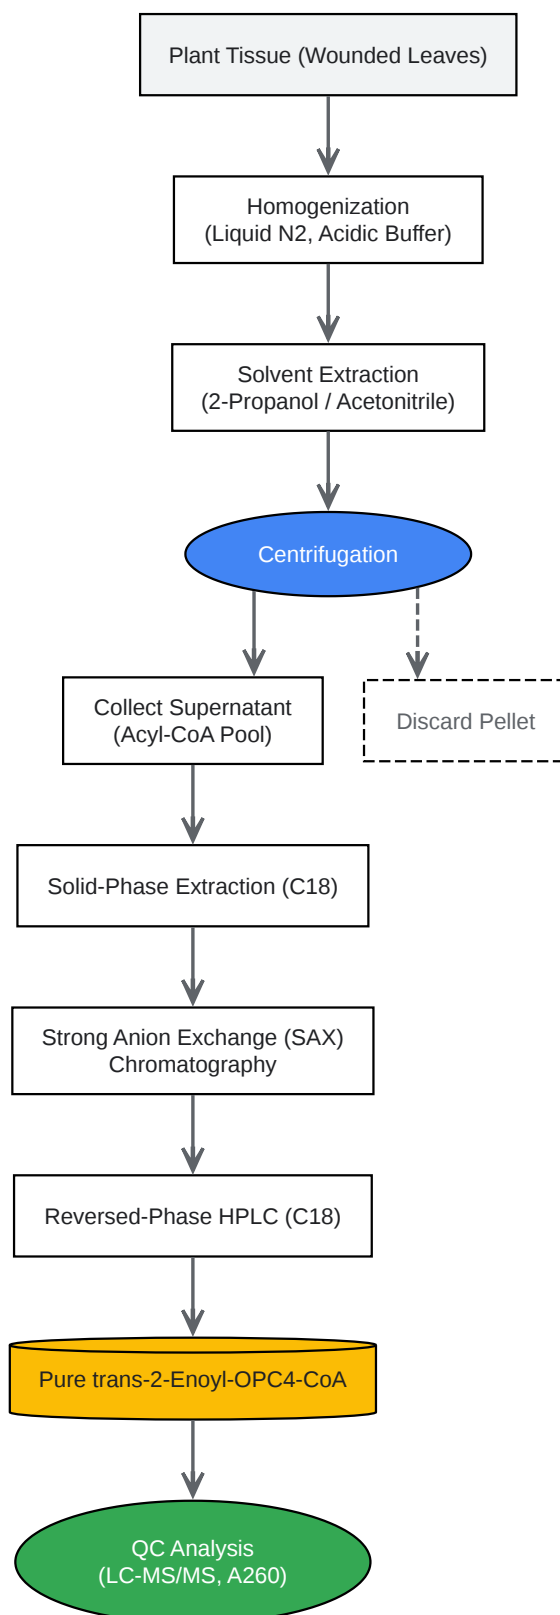 Plant Tissue (Wounded Leaves)
Homogenization
(Liquid N2, Acidic Buffer)
Solvent Extraction
(2-Propanol / Acetonitrile)
Centrifugation
Collect Supernatant
(Acyl-CoA Pool)
Discard Pellet
Solid-Phase Extraction (C18)
Strong Anion Exchange (SAX)
Chromatography
Reversed-Phase HPLC (C18)
Pure trans-2-Enoyl-OPC4-CoA
QC Analysis
(LC-MS/MS, A260)